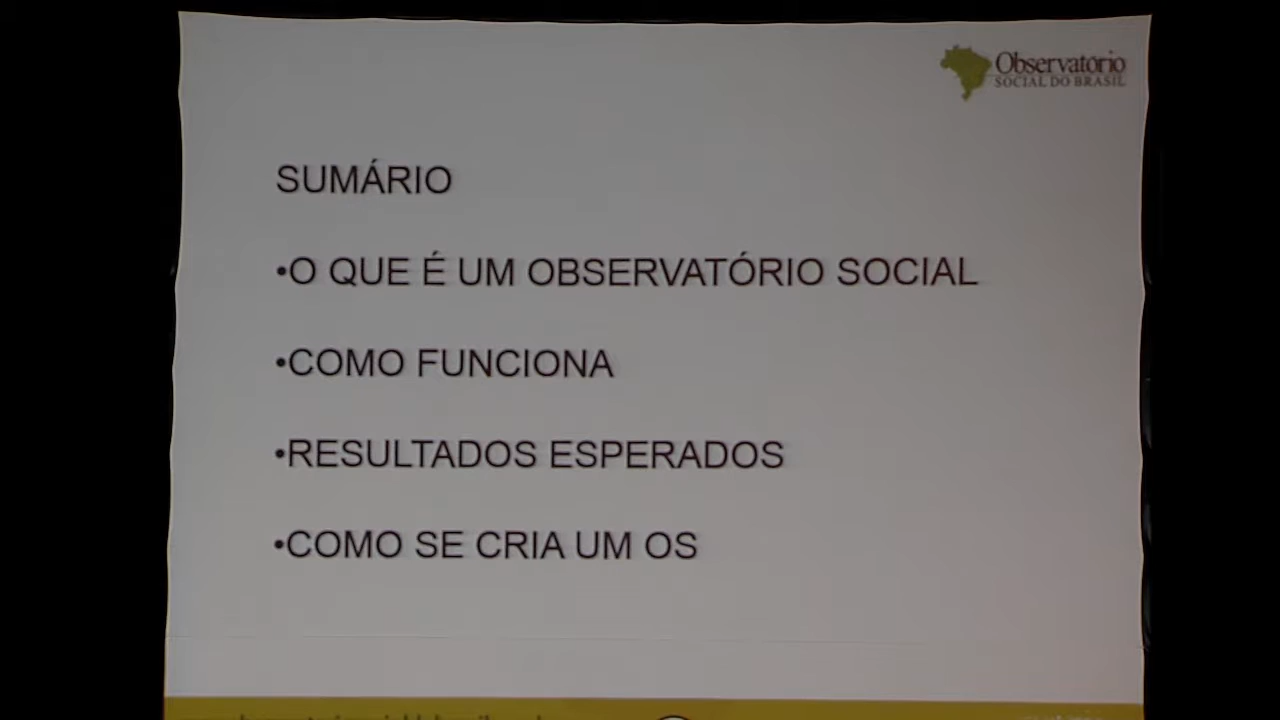 Observatório
SOCIAL DO BRASIL
SUMÁRIO
•O QUE É UM OBSERVATÓRIO SOCIAL
•COMO FUNCIONA
•RESULTADOS ESPERADOS
•COMO SE CRIA UM OS